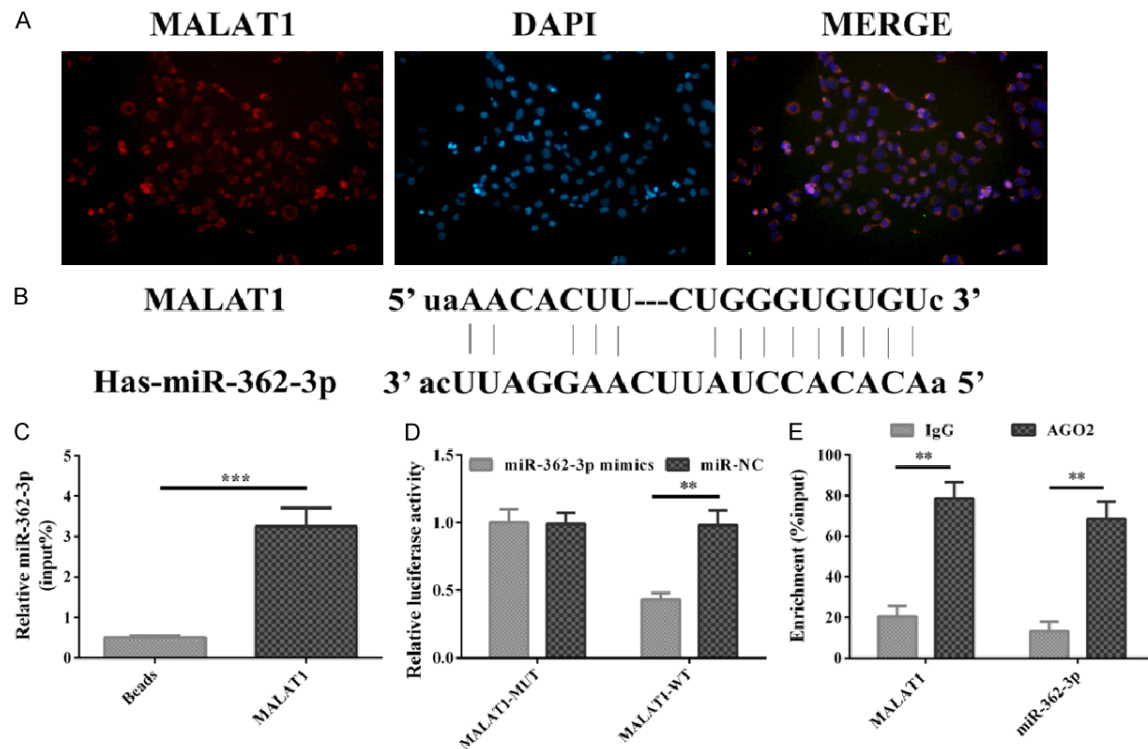 A
MALAT1 DAPI MERGE
B
MALAT1 5’ uaAACACUU---CUGGGUGUGUc 3’
Has-miR-362-3p 3’ acUUAGGAACUUAUCCACACAa 5’
C
Relative miR-362-3p
(input%)
5
4
3
2
1
0
***
Beads
MALAT1
D
Relative luciferase activity
1.5
1.0
0.5
0.0
miR-362-3p mimics miR-NC
**
MALAT1-MUT
MALAT1-WT
E
IgG AGO2
Enrichment (%input)
100
80
60
40
20
0
**
**
MALAT1
miR-362-3p